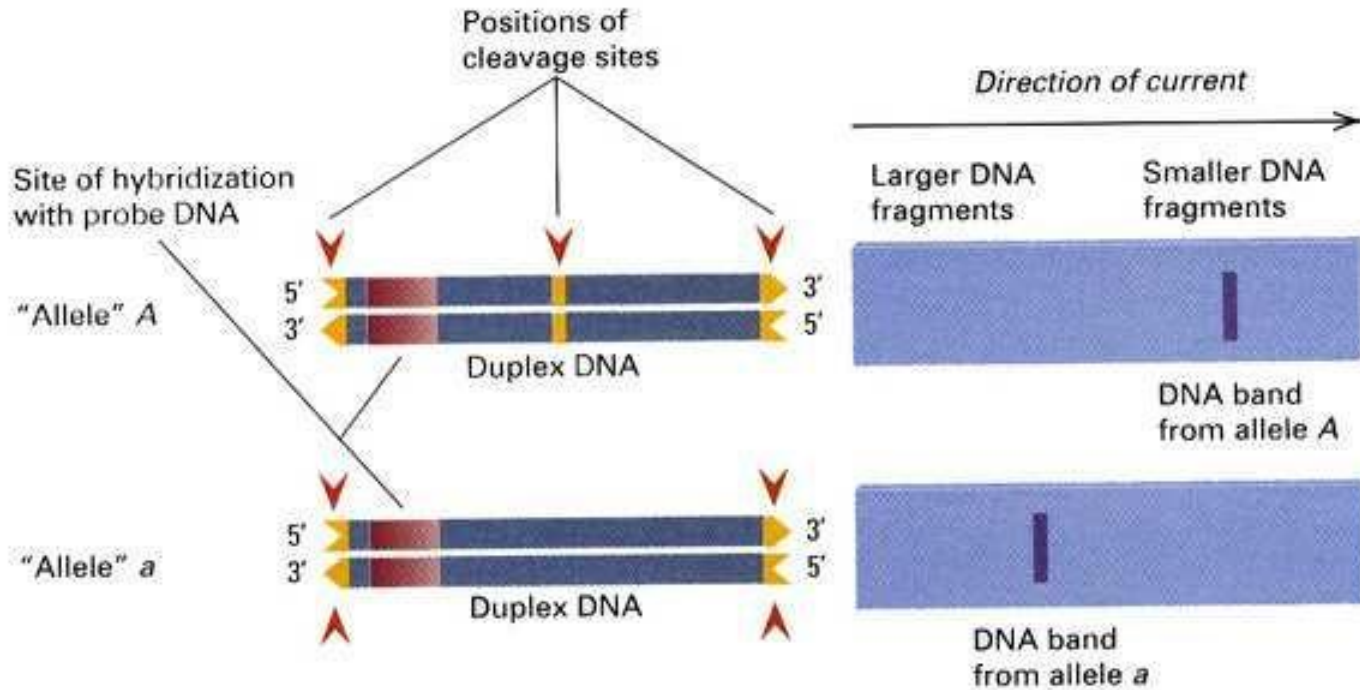 Positions of
cleavage sites
Direction of current
Site of hybridization
with probe DNA
Larger DNA
fragments
Smaller DNA
fragments
"Allele" A
5' 3'
3' 5'
Duplex DNA
DNA band
from allele A
"Allele" a
5' 3'
3' 5'
Duplex DNA
DNA band
from allele a